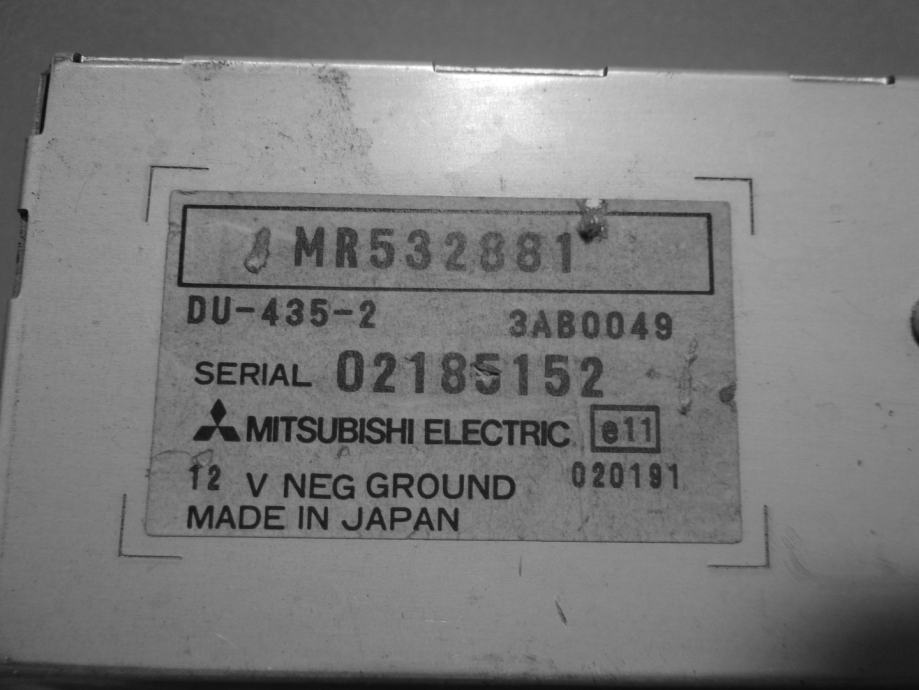 MR532881
DU-435-2 3AB0049
SERIAL 02185152
MITSUBISHI ELECTRIC e11
12 V NEG GROUND 020191
MADE IN JAPAN